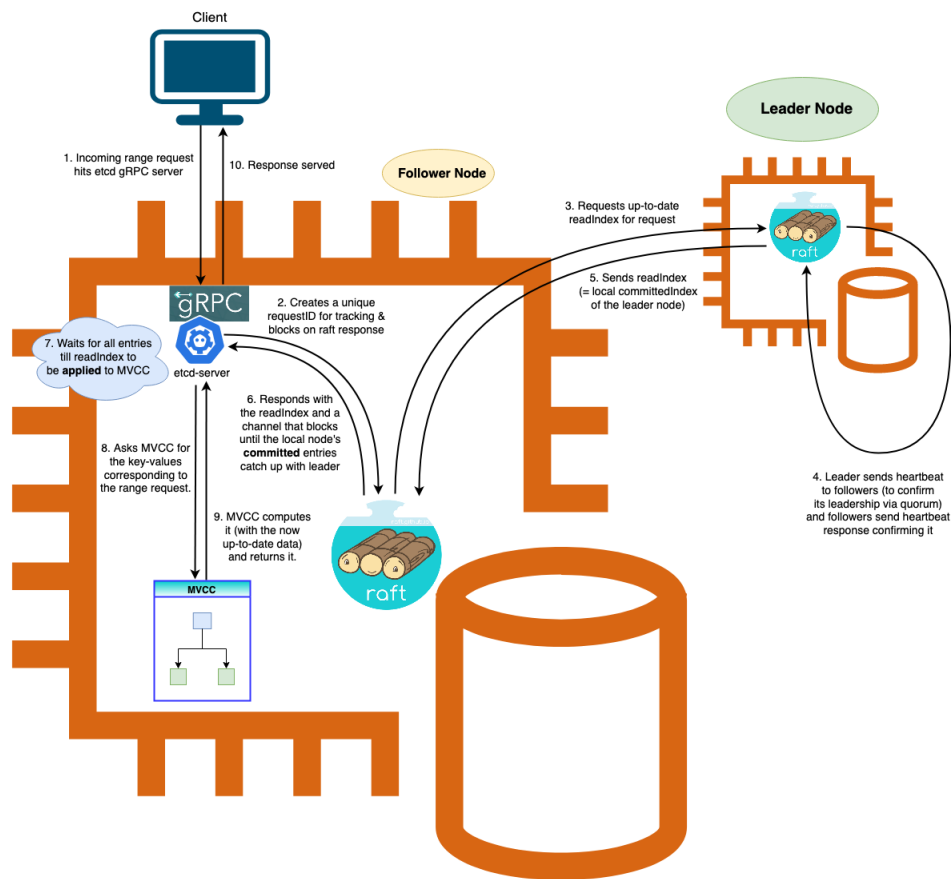 Client
Leader Node
1. Incoming range request
hits etcd gRPC server
10. Response served
Follower Node
3. Requests up-to-date
readIndex for request
raft
5. Sends readIndex
(= local committedIndex
of the leader node)
gRPC
2. Creates a unique
requestID for tracking &
blocks on raft response
7. Waits for all entries
till readIndex to
be applied to MVCC
etcd-server
6. Responds with
the readIndex and a
channel that blocks
until the local node's
committed entries
catch up with leader
8. Asks MVCC for
the key-values
corresponding to
the range request.
4. Leader sends heartbeat
to followers (to confirm
its leadership via quorum)
and followers send heartbeat
response confirming it
9. MVCC computes
it (with the now
up-to-date data)
and returns it.
raft
MVCC